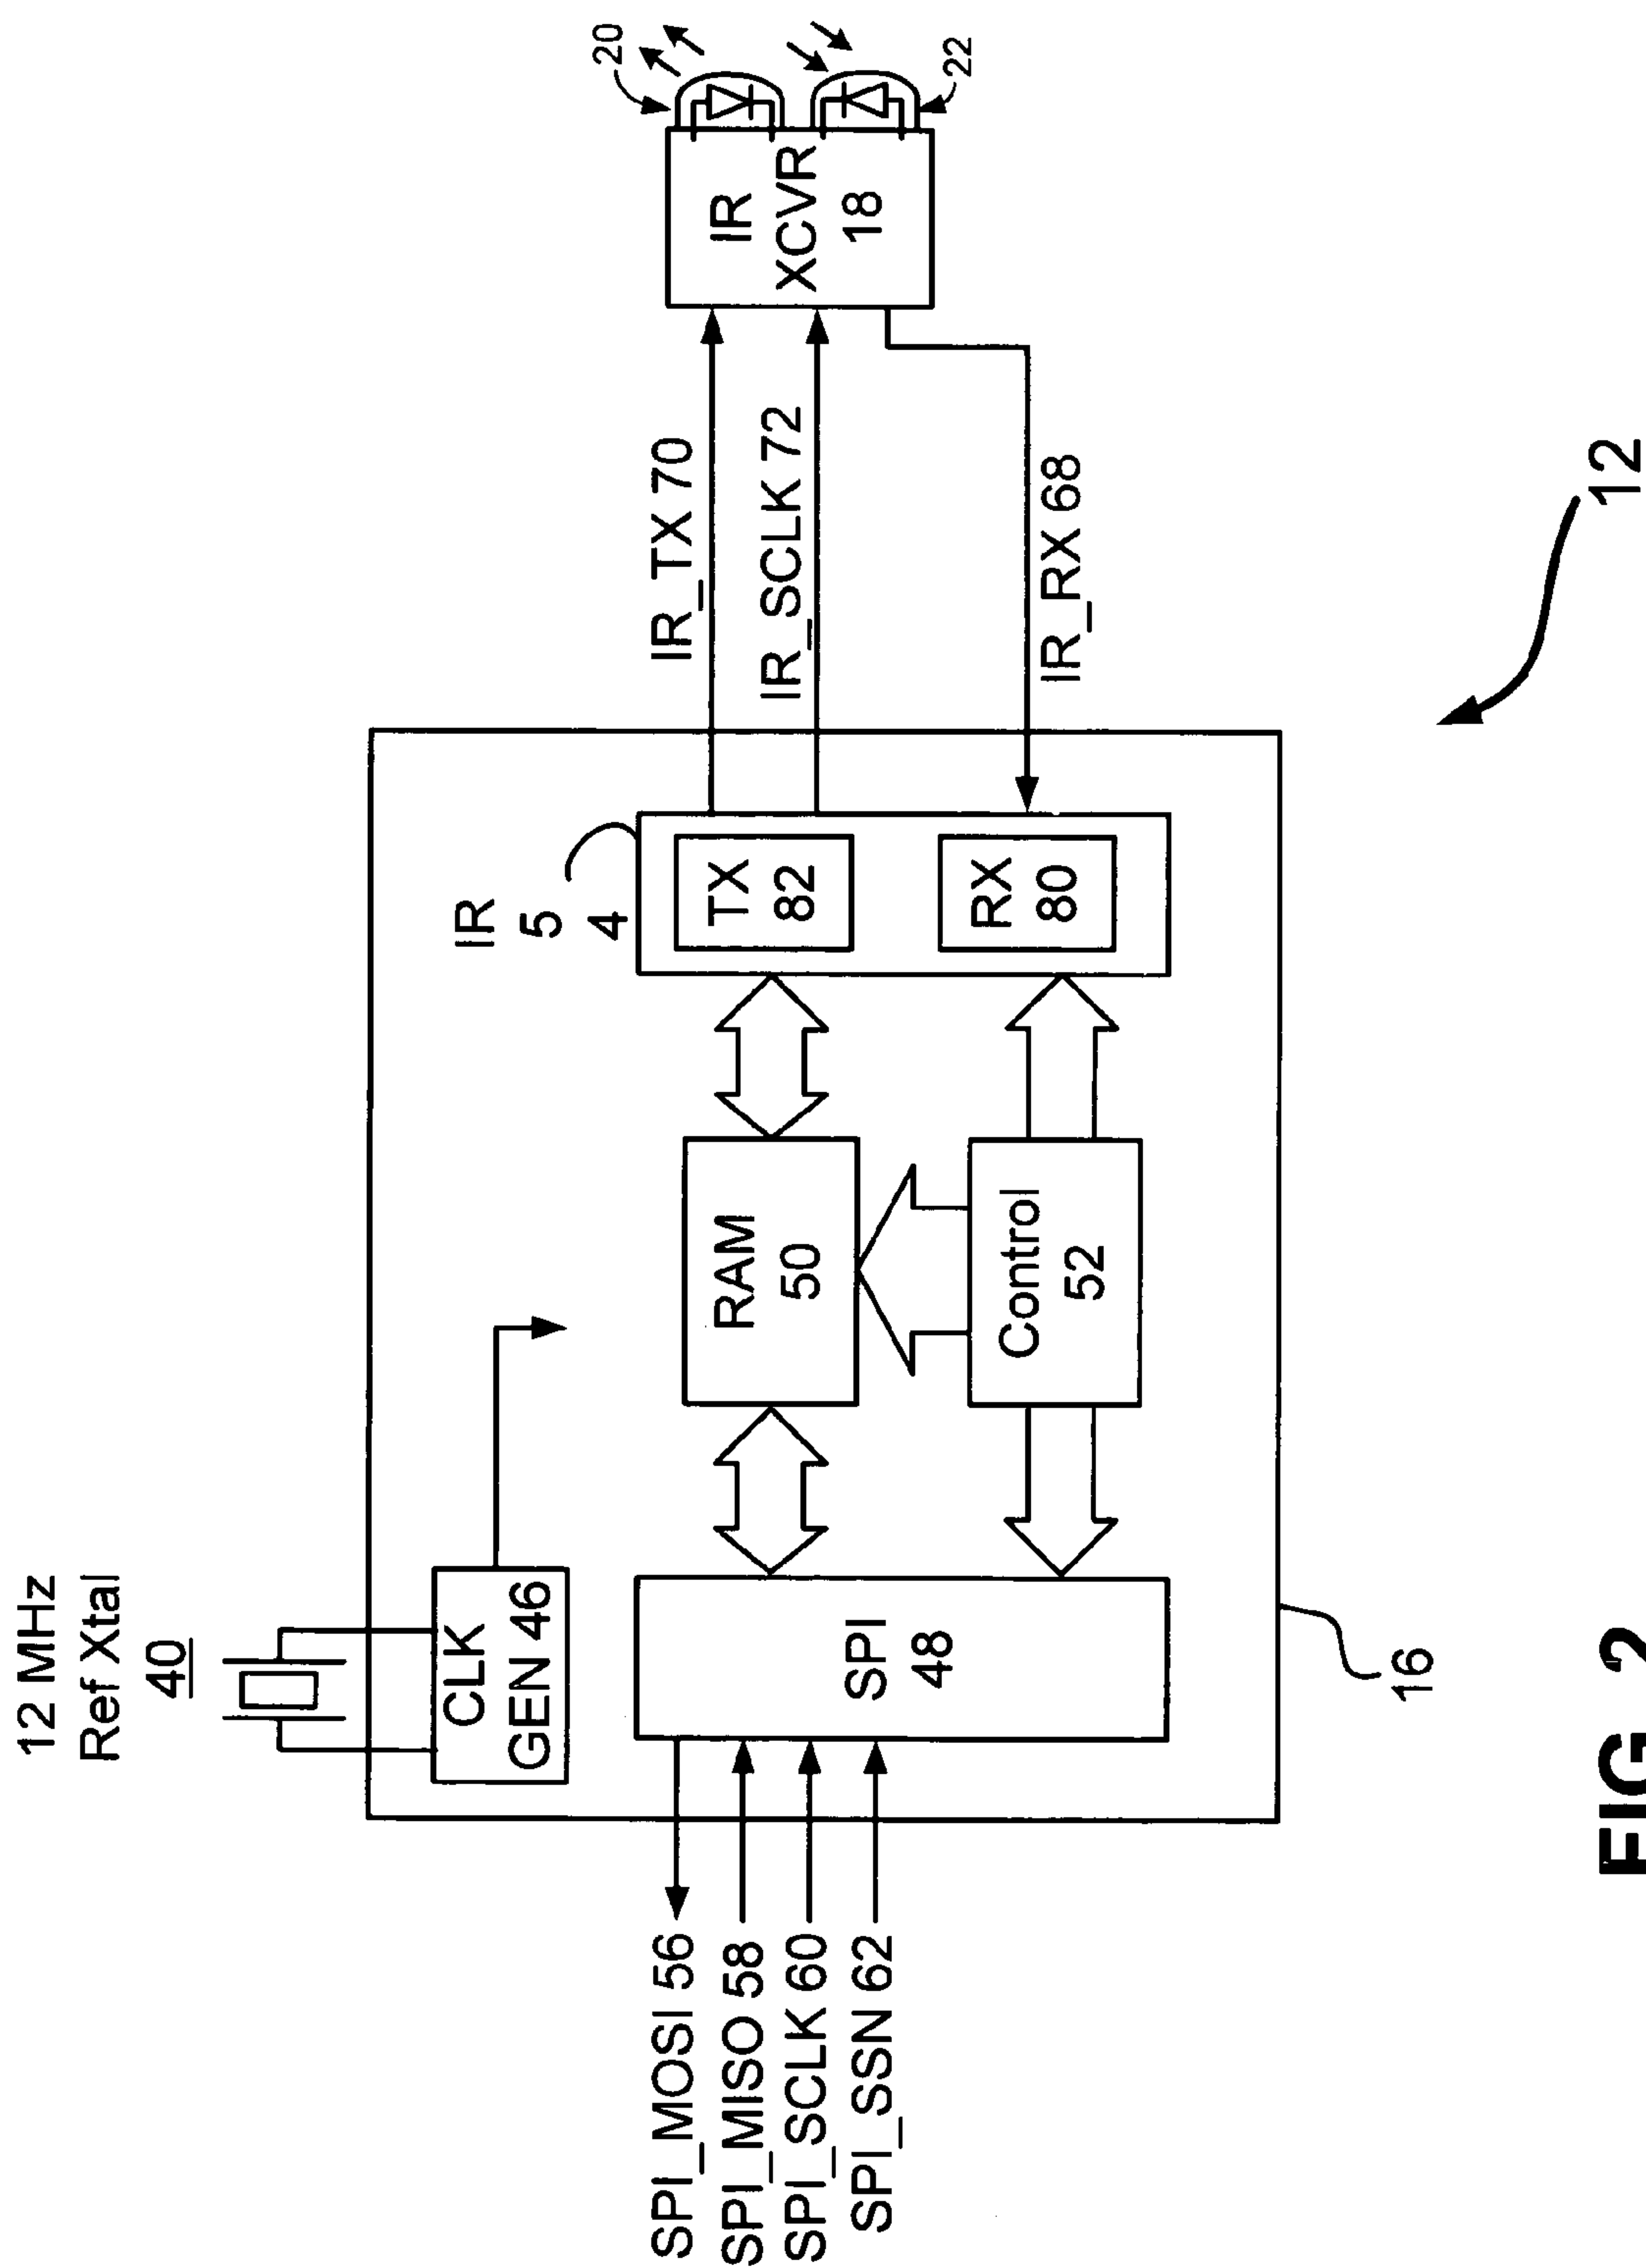 12 MHz
Ref Xtal
40
CLK
GEN 46
SPI_MOSI 56
SPI_MISO 58
SPI_SCLK 60
SPI_SSN 62
SPI
48
RAM
50
Control
52
IR
5
4
TX
82
RX
80
IR_TX 70
IR_SCLK 72
IR_RX 68
IR
XCVR
18
20
22
16
12
FIG. 2